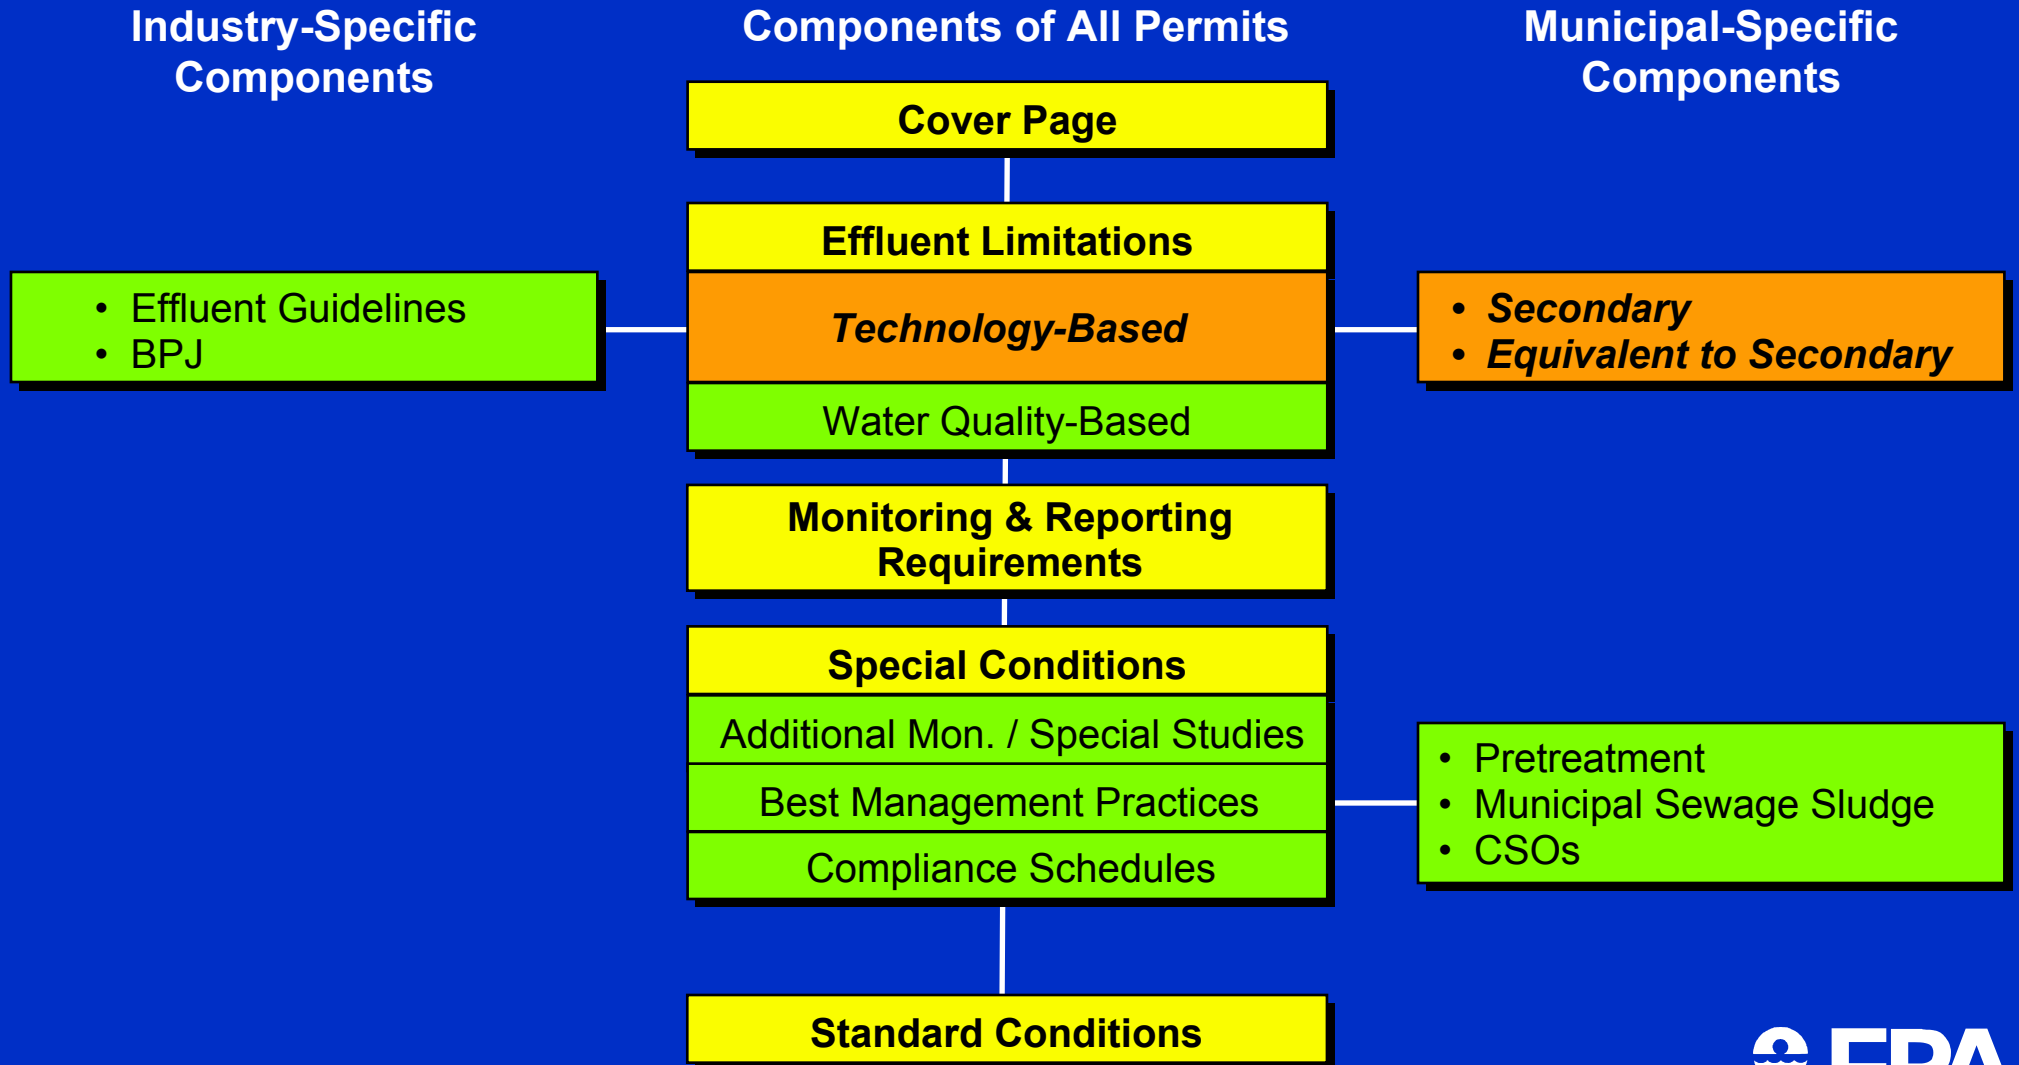 Industry-Specific
Components
Components of All Permits
Municipal-Specific
Components
Cover Page
Effluent Limitations
• Effluent Guidelines
• BPJ
Technology-Based
• Secondary
• Equivalent to Secondary
Water Quality-Based
Monitoring & Reporting
Requirements
Special Conditions
Additional Mon. / Special Studies
Best Management Practices
Compliance Schedules
• Pretreatment
• Municipal Sewage Sludge
• CSOs
Standard Conditions
EPA